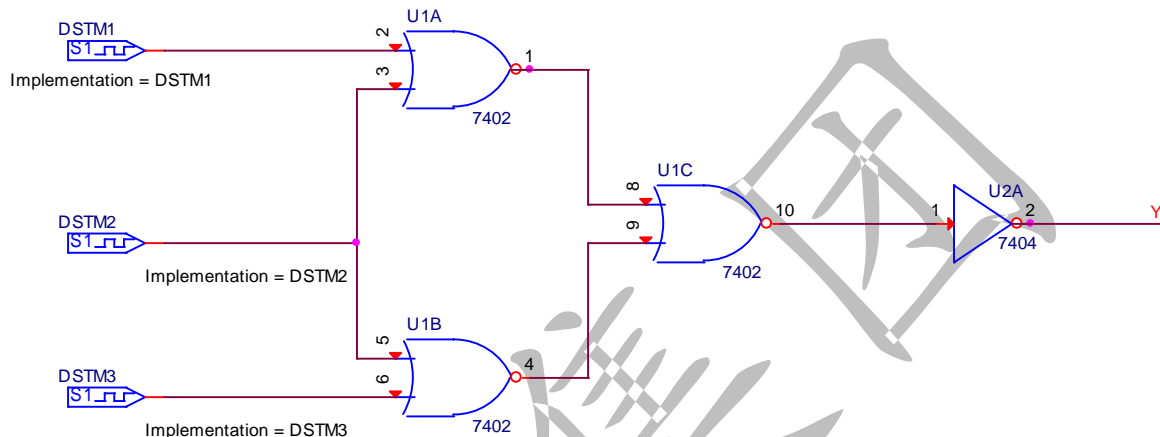 DSTM1
S1
Implementation = DSTM1
U1A
2
3
1
7402
DSTM2
S1
Implementation = DSTM2
U1C
8
9
10
7402
U2A
1
2
7404
Y
U1B
5
6
4
7402
DSTM3
S1
Implementation = DSTM3